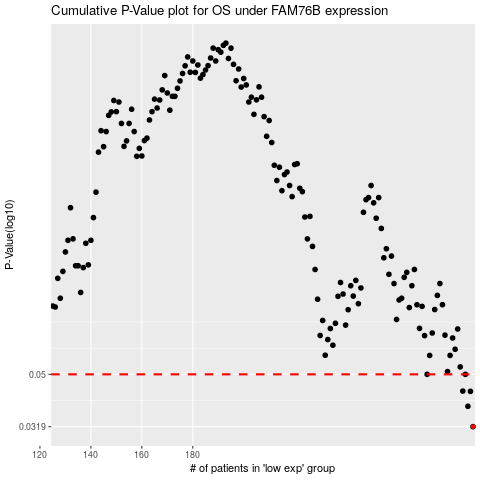 Cumulative P-Value plot for OS under FAM76B expression
P-Value(log10)
0.05
0.0319
120 140 160 180
# of patients in 'low exp' group